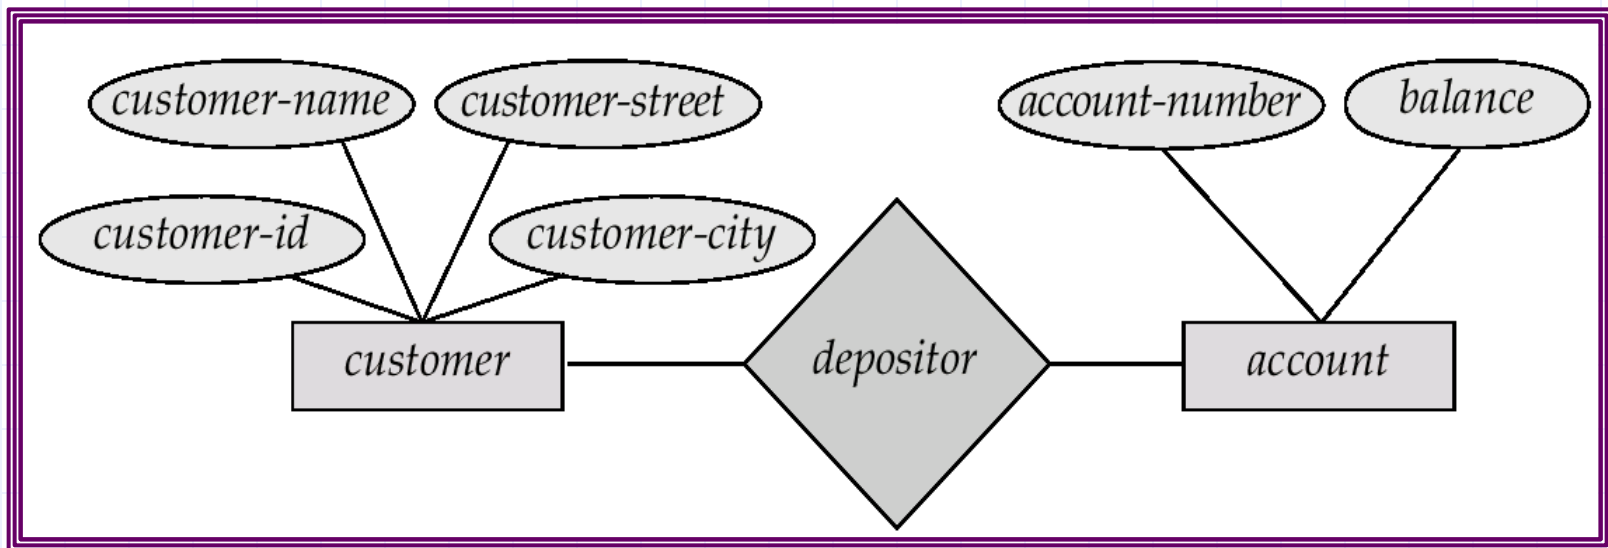 customer-name
customer-street
account-number
balance
customer-id
customer-city
customer
depositor
account